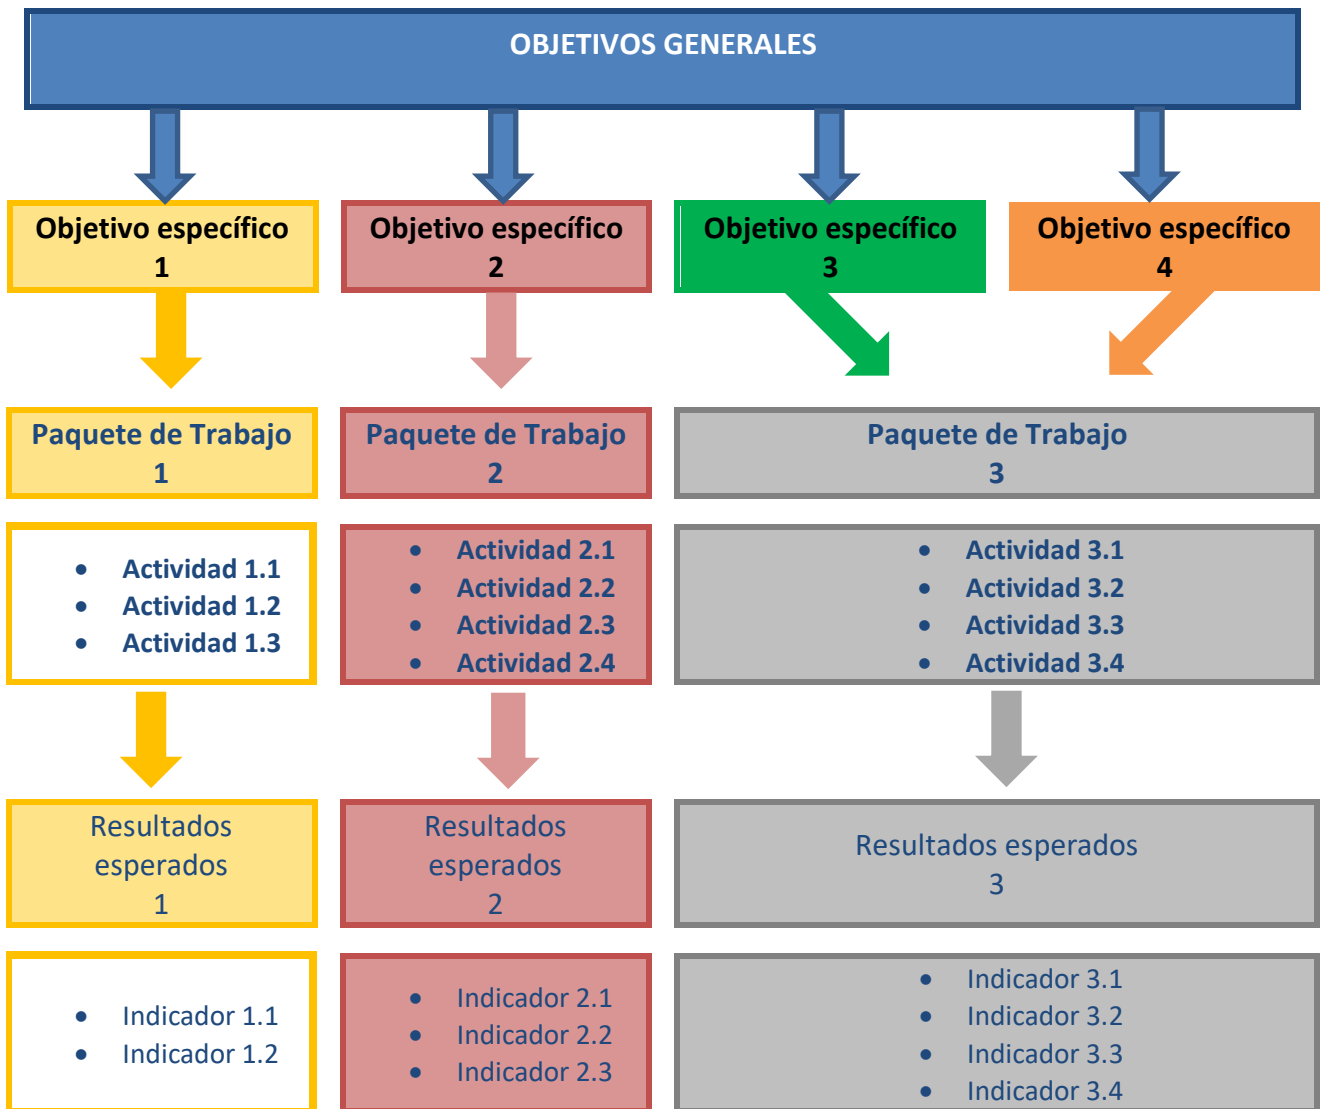 OBJETIVOS GENERALES
Objetivo específico
1
Objetivo específico
2
Objetivo específico
3
Objetivo específico
4
Paquete de Trabajo
1
Paquete de Trabajo
2
Paquete de Trabajo
3
• Actividad 1.1
• Actividad 1.2
• Actividad 1.3
• Actividad 2.1
• Actividad 2.2
• Actividad 2.3
• Actividad 2.4
• Actividad 3.1
• Actividad 3.2
• Actividad 3.3
• Actividad 3.4
Resultados
esperados
1
Resultados
esperados
2
Resultados esperados
3
• Indicador 1.1
• Indicador 1.2
• Indicador 2.1
• Indicador 2.2
• Indicador 2.3
• Indicador 3.1
• Indicador 3.2
• Indicador 3.3
• Indicador 3.4